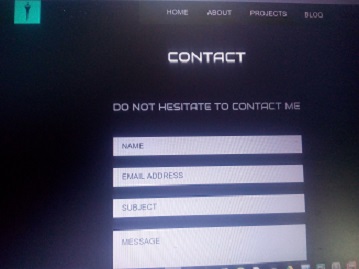 HOME ABOUT PROJECTS BLOG
CONTACT
DO NOT HESITATE TO CONTACT ME
NAME
EMAIL ADDRESS
SUBJECT
MESSAGE